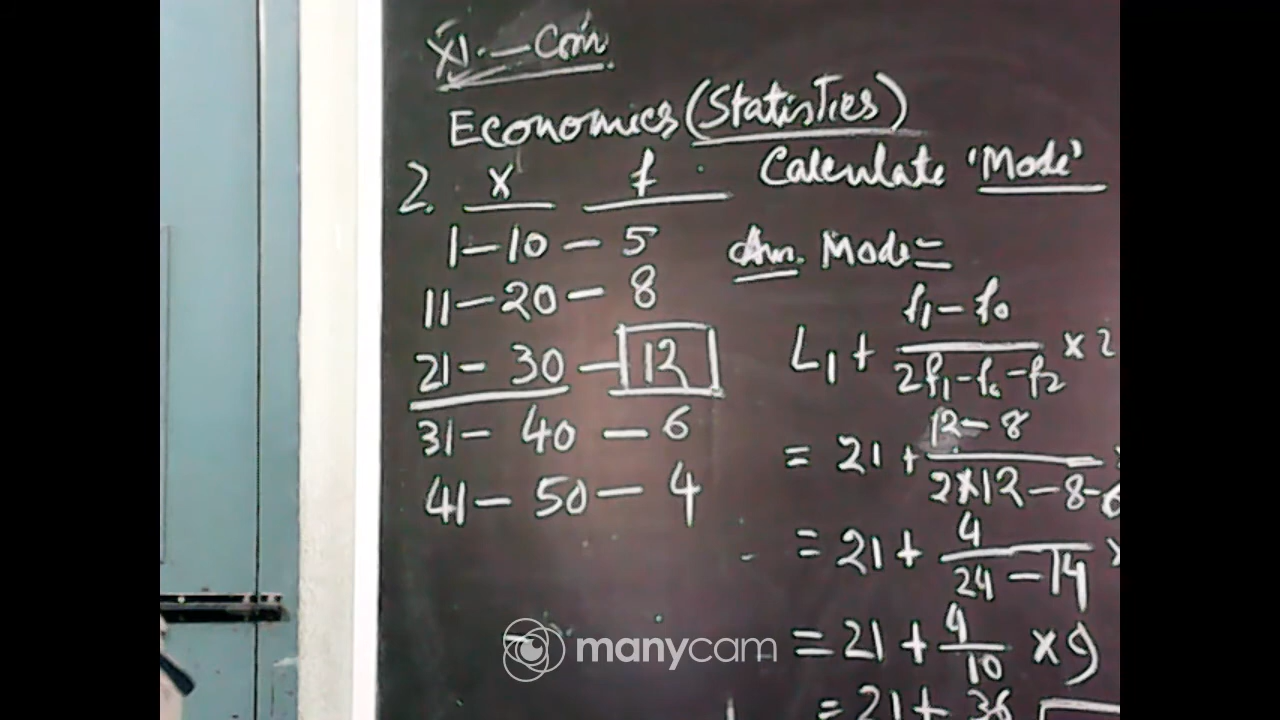 XI - Com
Economics (Statistics)
2. x f
1 - 10 - 5
11 - 20 - 8
21 - 30 - 12
31 - 40 - 6
41 - 50 - 4
Calculate 'Mode'
Ans. Mode =
L1 + f1 - f0 / 2f1 - f0 - f2 ×
= 21 + 12 - 8 / 2×12 - 8 - 6
= 21 + 4 / 24 - 14 ×
= 21 + 4 / 10 × 9
= 21 + 36
manycam